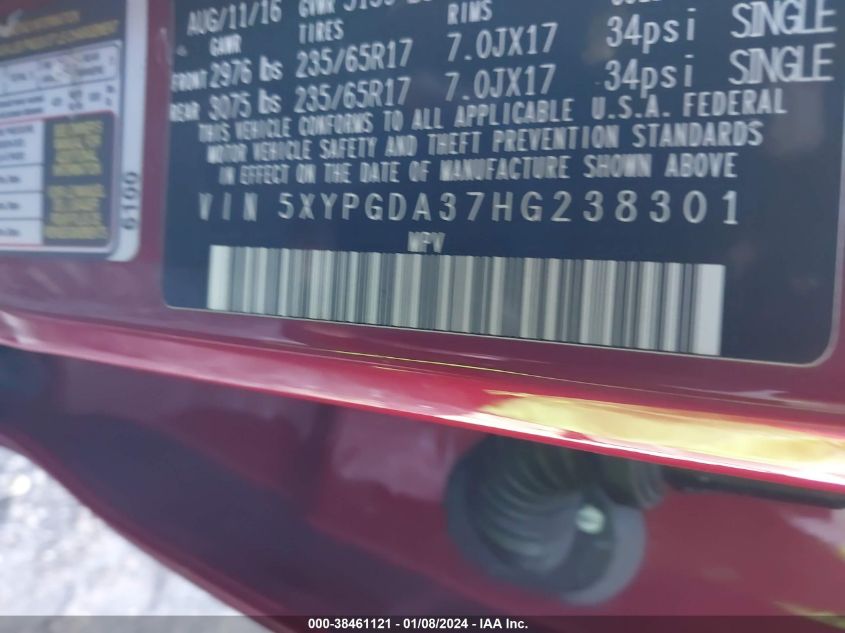 AUG/11/16 GVWR
GAWR TIRES RIMS
FRONT 2976 lbs 235/65R17 7.0JX17 34psi SINGLE
REAR 3075 lbs 235/65R17 7.0JX17 34psi SINGLE
THIS VEHICLE CONFORMS TO ALL APPLICABLE U.S.A. FEDERAL
MOTOR VEHICLE SAFETY AND THEFT PREVENTION STANDARDS
IN EFFECT ON THE DATE OF MANUFACTURE SHOWN ABOVE
VIN 5XYPGDA37HG238301
MPV
6100
000-38461121 - 01/08/2024 - IAA Inc.